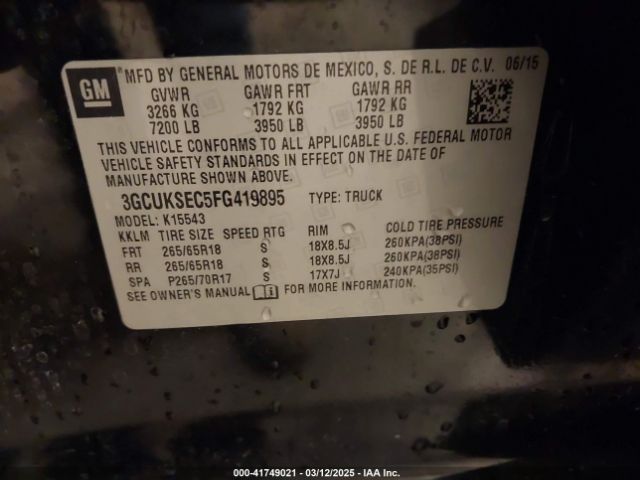 GM MFD BY GENERAL MOTORS DE MEXICO, S. DE R.L. DE C.V. 06/15
GVWR GAWR FRT GAWR RR
3266 KG 1792 KG 1792 KG
7200 LB 3950 LB 3950 LB
THIS VEHICLE CONFORMS TO ALL APPLICABLE U.S. FEDERAL MOTOR
VEHICLE SAFETY STANDARDS IN EFFECT ON THE DATE OF
MANUFACTURE SHOWN ABOVE.
3GCUKSEC5FG419895 TYPE: TRUCK
MODEL: K15543
KKLM TIRE SIZE SPEED RTG RIM COLD TIRE PRESSURE
FRT 265/65R18 S 18X8.5J 260KPA(38PSI)
RR 265/65R18 S 18X8.5J 260KPA(38PSI)
SPA P265/70R17 S 17X7J 240KPA(35PSI)
SEE OWNER'S MANUAL FOR MORE INFORMATION.
000-41749021 - 03/12/2025 - IAA Inc.